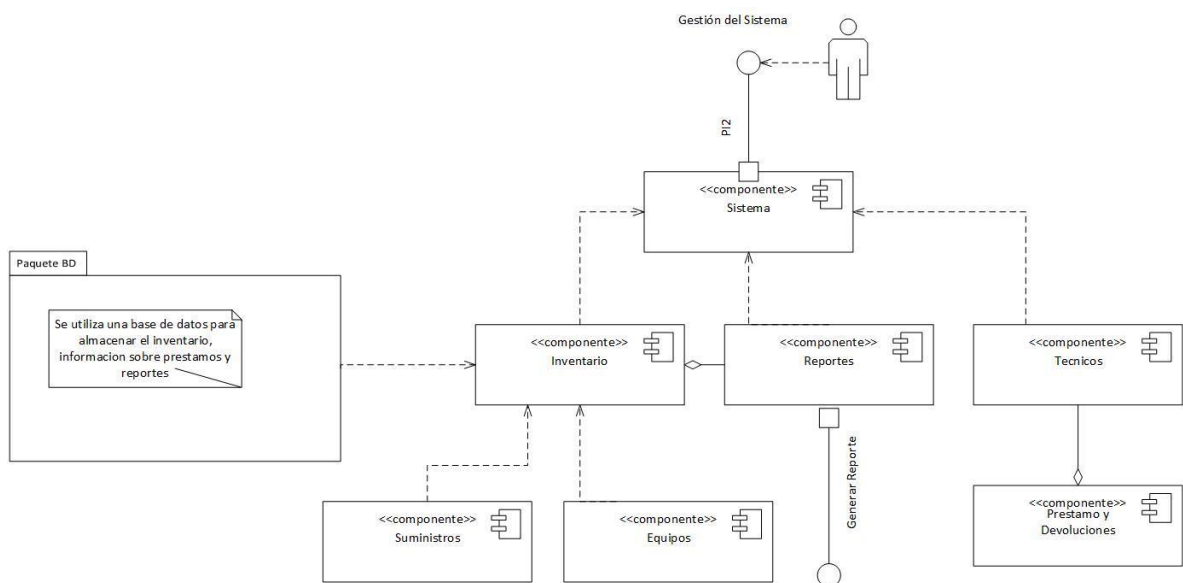 Gestión del Sistema
PI2
<<componente>>
Sistema
Paquete BD
Se utiliza una base de datos para
almacenar el inventario,
informacion sobre prestamos y
reportes
<<componente>>
Inventario
<<componente>>
Reportes
<<componente>>
Tecnicos
Generar Reporte
<<componente>>
Suministros
<<componente>>
Equipos
<<componente>>
Prestamo y
Devoluciones